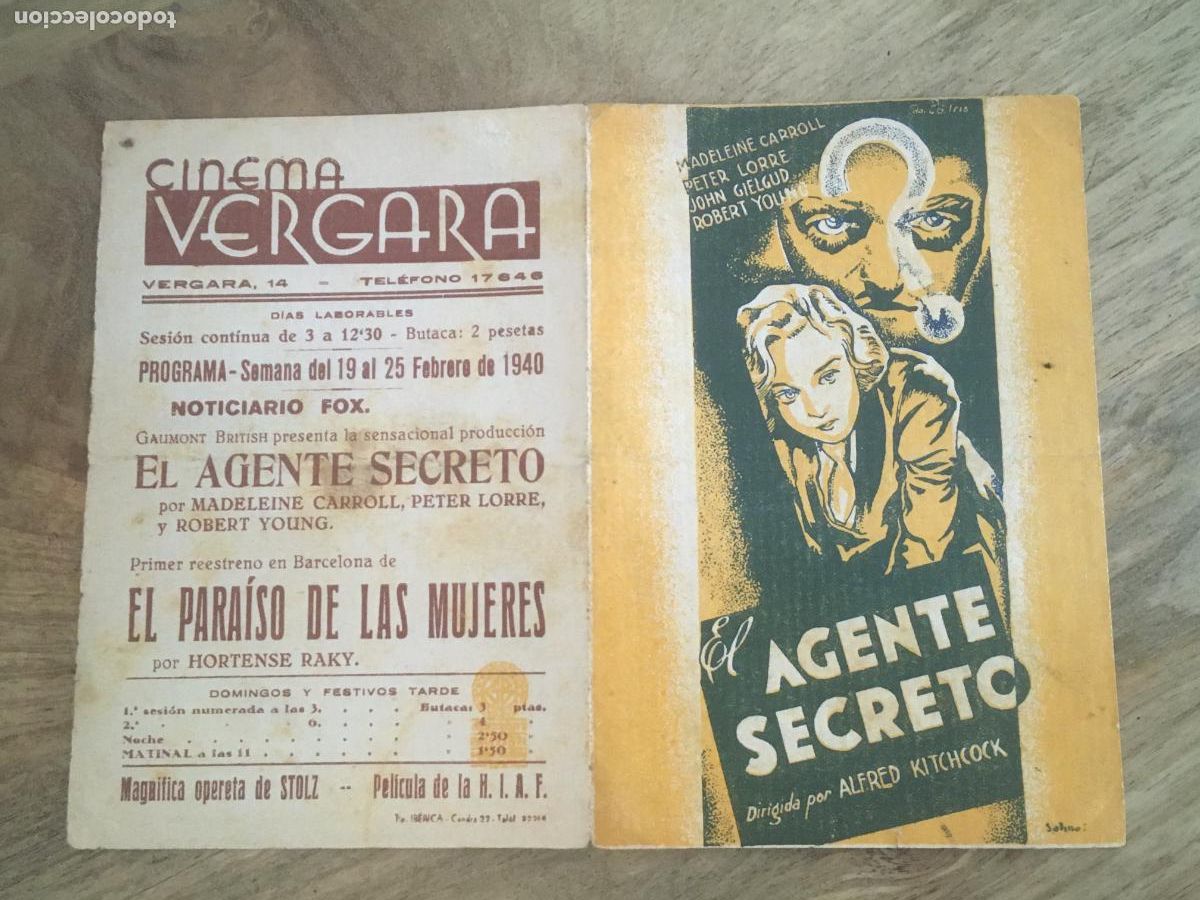 todocoleccion
CINEMA
VERGARA
VERGARA, 14 - TELÉFONO 17646
DÍAS LABORABLES
Sesión contínua de 3 a 12'30 - Butaca: 2 pesetas
PROGRAMA - Semana del 19 al 25 Febrero de 1940
NOTICIARIO FOX.
GAUMONT BRITISH presenta la sensacional producción
EL AGENTE SECRETO
por MADELEINE CARROLL, PETER LORRE,
y ROBERT YOUNG.
Primer reestreno en Barcelona de
EL PARAÍSO DE LAS MUJERES
por HORTENSE RAKY.
DOMINGOS Y FESTIVOS TARDE
1.ª sesión numerada a las 3. . . . Butaca: 3 ptas.
2.ª " " " 6. . . . " 4 "
Noche . . . . . . . . . . " 2'50 "
MATINAL a las 11 . . . . . . . " 1'50 "
Magnífica opereta de STOLZ -- Película de la H. I. A. F.
Tip. IBÉRICA - Telef.
MADELEINE CARROLL
PETER LORRE
JOHN GIELGUD
ROBERT YOUNG
?
El AGENTE
SECRETO
Dirigida por ALFRED KITCHCOCK